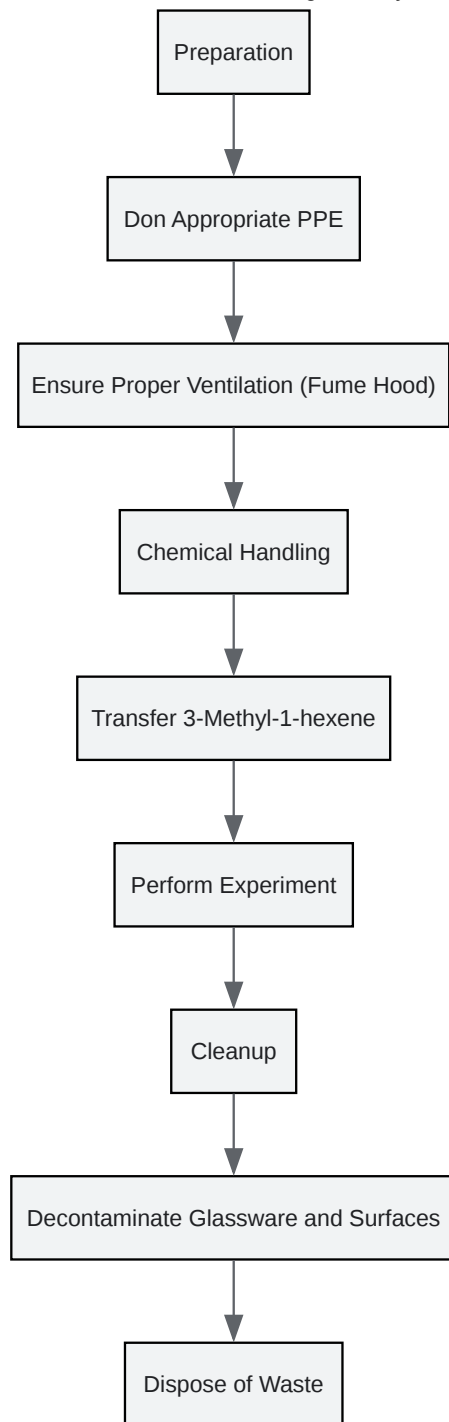 Preparation
Don Appropriate PPE
Ensure Proper Ventilation (Fume Hood)
Chemical Handling
Transfer 3-Methyl-1-hexene
Perform Experiment
Cleanup
Decontaminate Glassware and Surfaces
Dispose of Waste